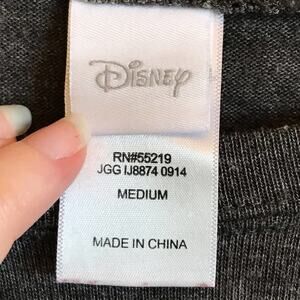 Disney
RN#55219
JGG IJ8874 0914
MEDIUM
MADE IN CHINA